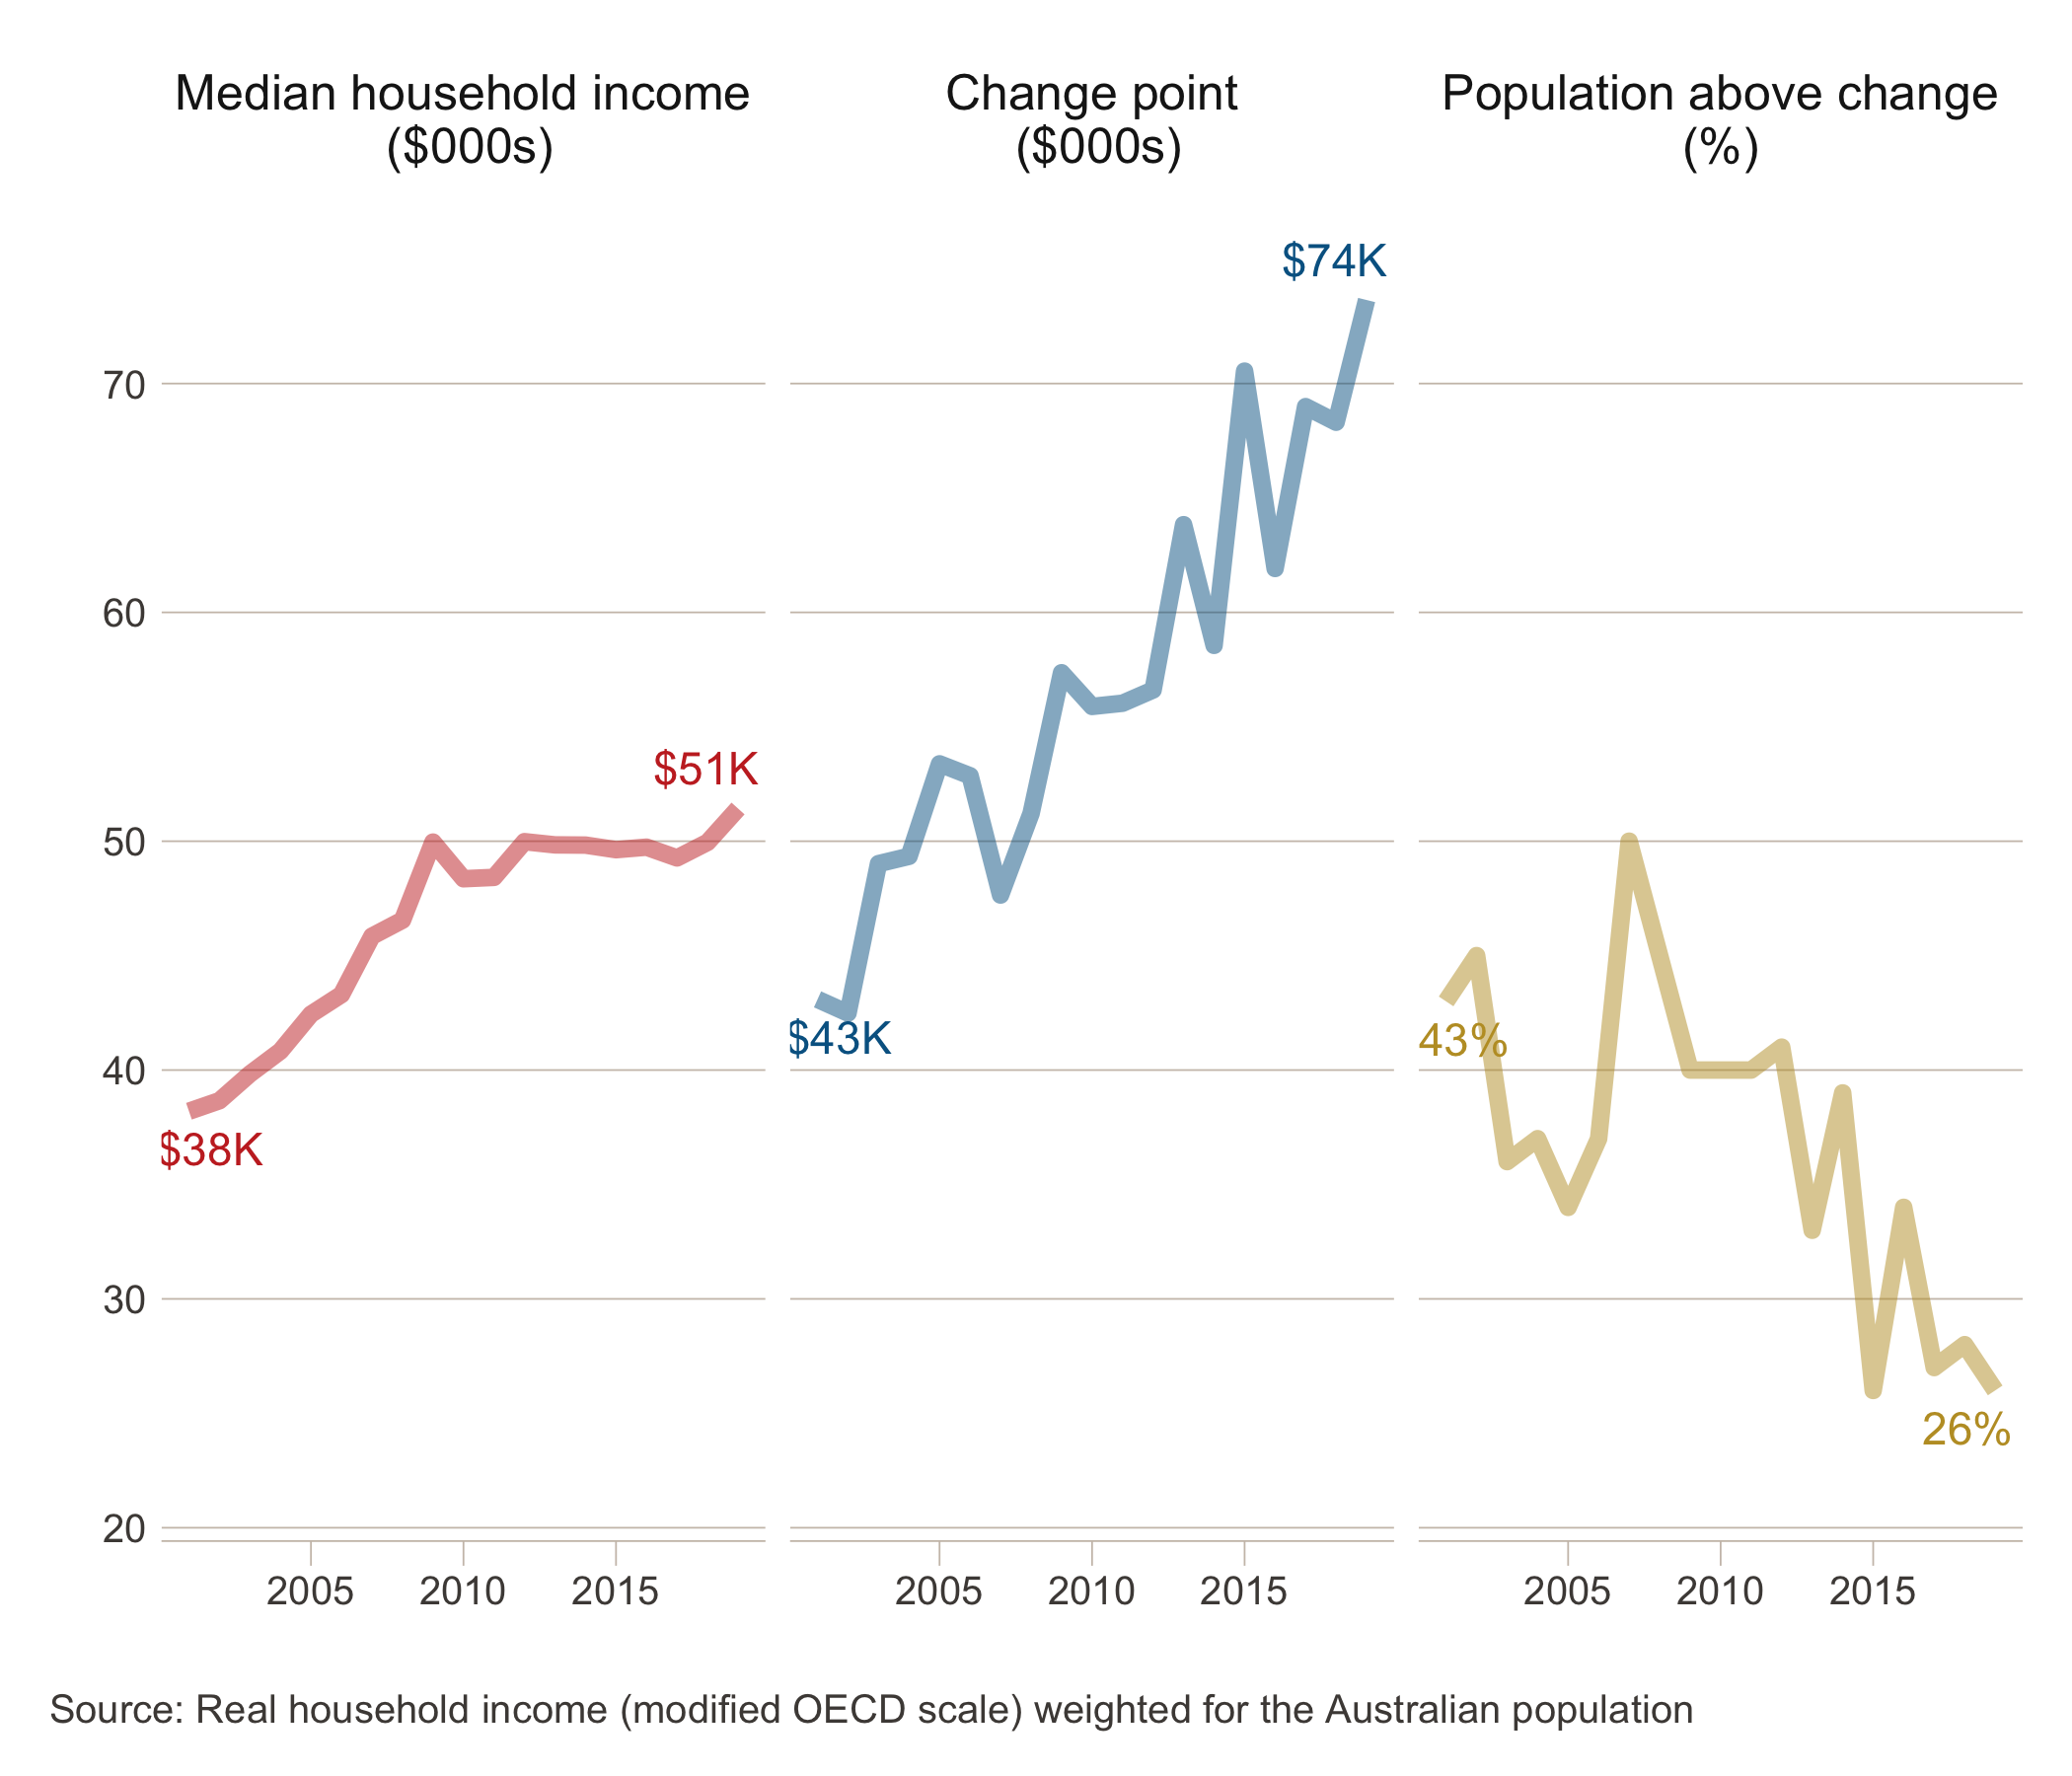 Median household income
($000s)
Change point
($000s)
Population above change
(%)
$74K
70
60
$51K
50
$43K
43%
40
$38K
30
26%
20
2005 2010 2015
2005 2010 2015
2005 2010 2015
Source: Real household income (modified OECD scale) weighted for the Australian population